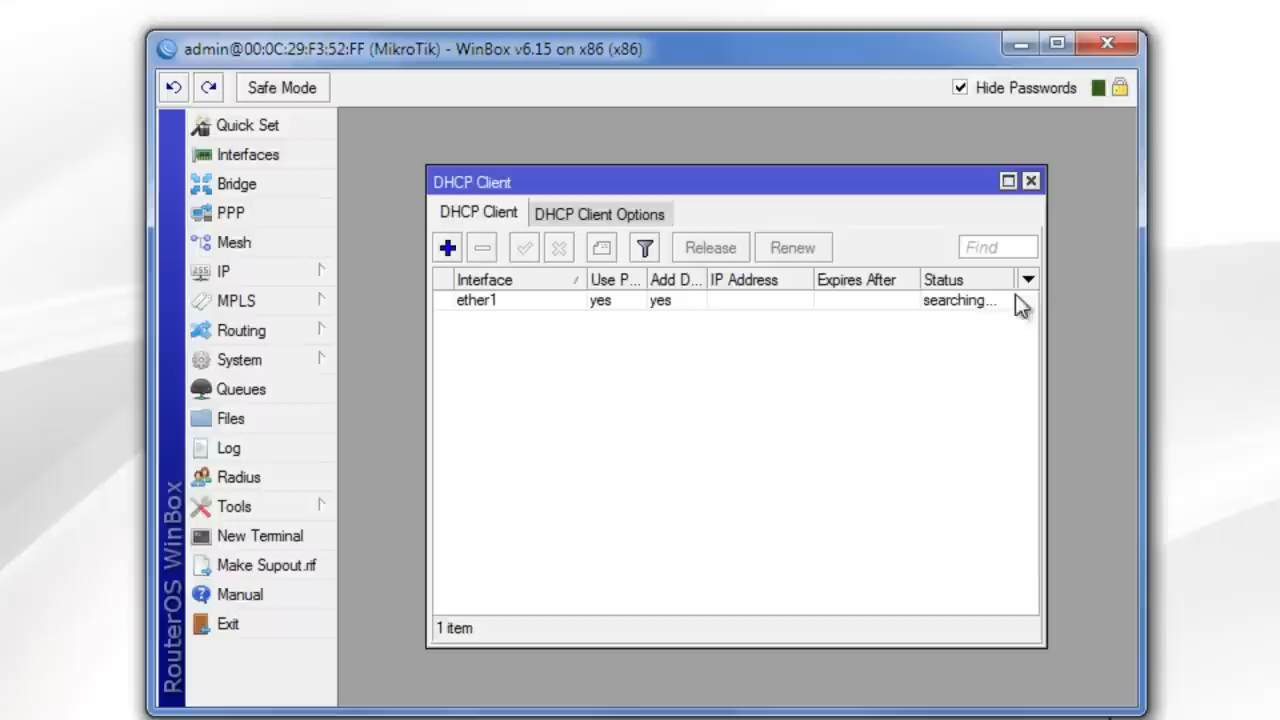 admin@00:0C:29:F3:52:FF (MikroTik) - WinBox v6.15 on x86 (x86)
Safe Mode
Hide Passwords
Quick Set
Interfaces
Bridge
PPP
Mesh
IP
MPLS
Routing
System
Queues
Files
Log
Radius
Tools
New Terminal
Make Supout.rif
Manual
Exit
RouterOS WinBox
DHCP Client
DHCP Client DHCP Client Options
Release Renew Find
Interface Use P... Add D... IP Address Expires After Status
ether1 yes yes searching...
1 item